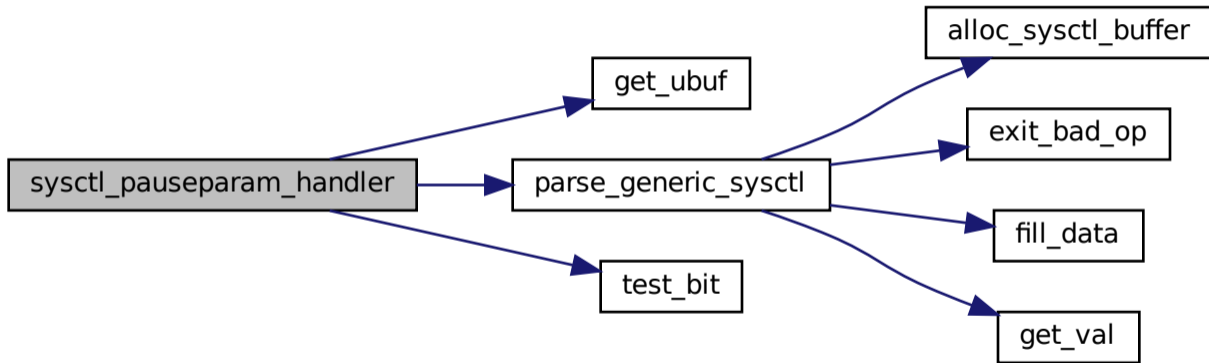 sysctl_pauseparam_handler
get_ubuf
parse_generic_sysctl
test_bit
alloc_sysctl_buffer
exit_bad_op
fill_data
get_val